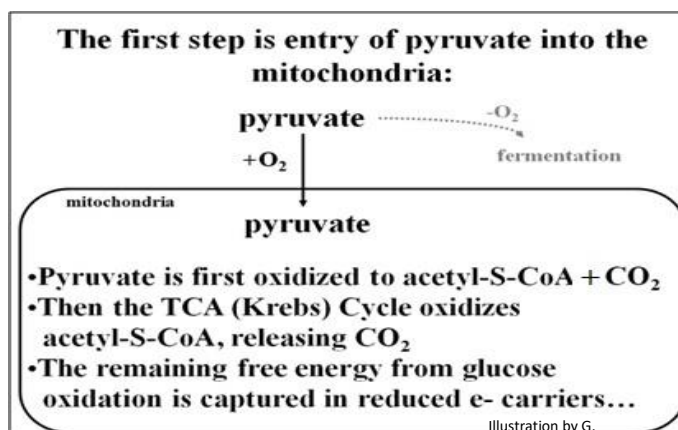 The first step is entry of pyruvate into the
mitochondria:
pyruvate
-O₂
+O₂
fermentation
mitochondria
pyruvate
•Pyruvate is first oxidized to acetyl-S-CoA + CO₂
•Then the TCA (Krebs) Cycle oxidizes
acetyl-S-CoA, releasing CO₂
•The remaining free energy from glucose
oxidation is captured in reduced e- carriers…
Illustration by G.